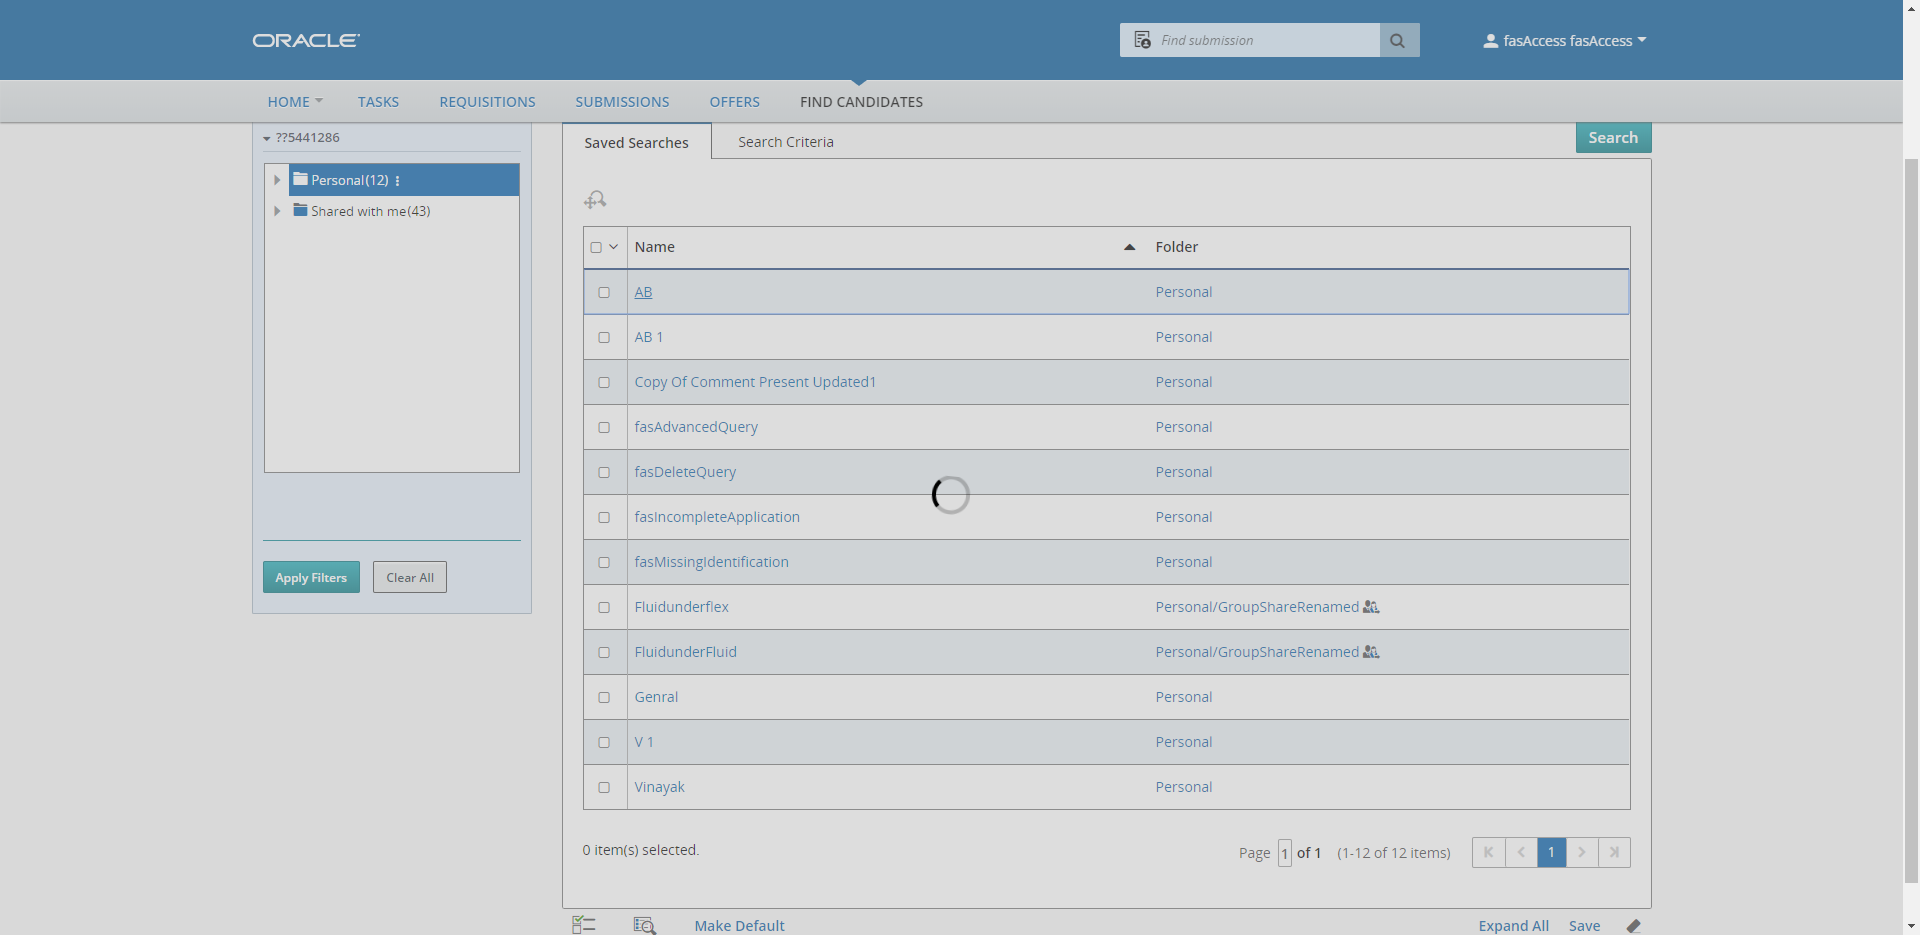 ORACLE
Find submission
fasAccess fasAccess
HOME TASKS REQUISITIONS SUBMISSIONS OFFERS FIND CANDIDATES
??5441286
Personal(12)
Shared with me(43)
Apply Filters Clear All
Saved Searches Search Criteria Search
Name Folder
AB Personal
AB 1 Personal
Copy Of Comment Present Updated1 Personal
fasAdvancedQuery Personal
fasDeleteQuery Personal
fasIncompleteApplication Personal
fasMissingIdentification Personal
Fluidunderflex Personal/GroupShareRenamed
FluidunderFluid Personal/GroupShareRenamed
Genral Personal
V 1 Personal
Vinayak Personal
0 item(s) selected. Page 1 of 1 (1-12 of 12 items) 1
Make Default Expand All Save